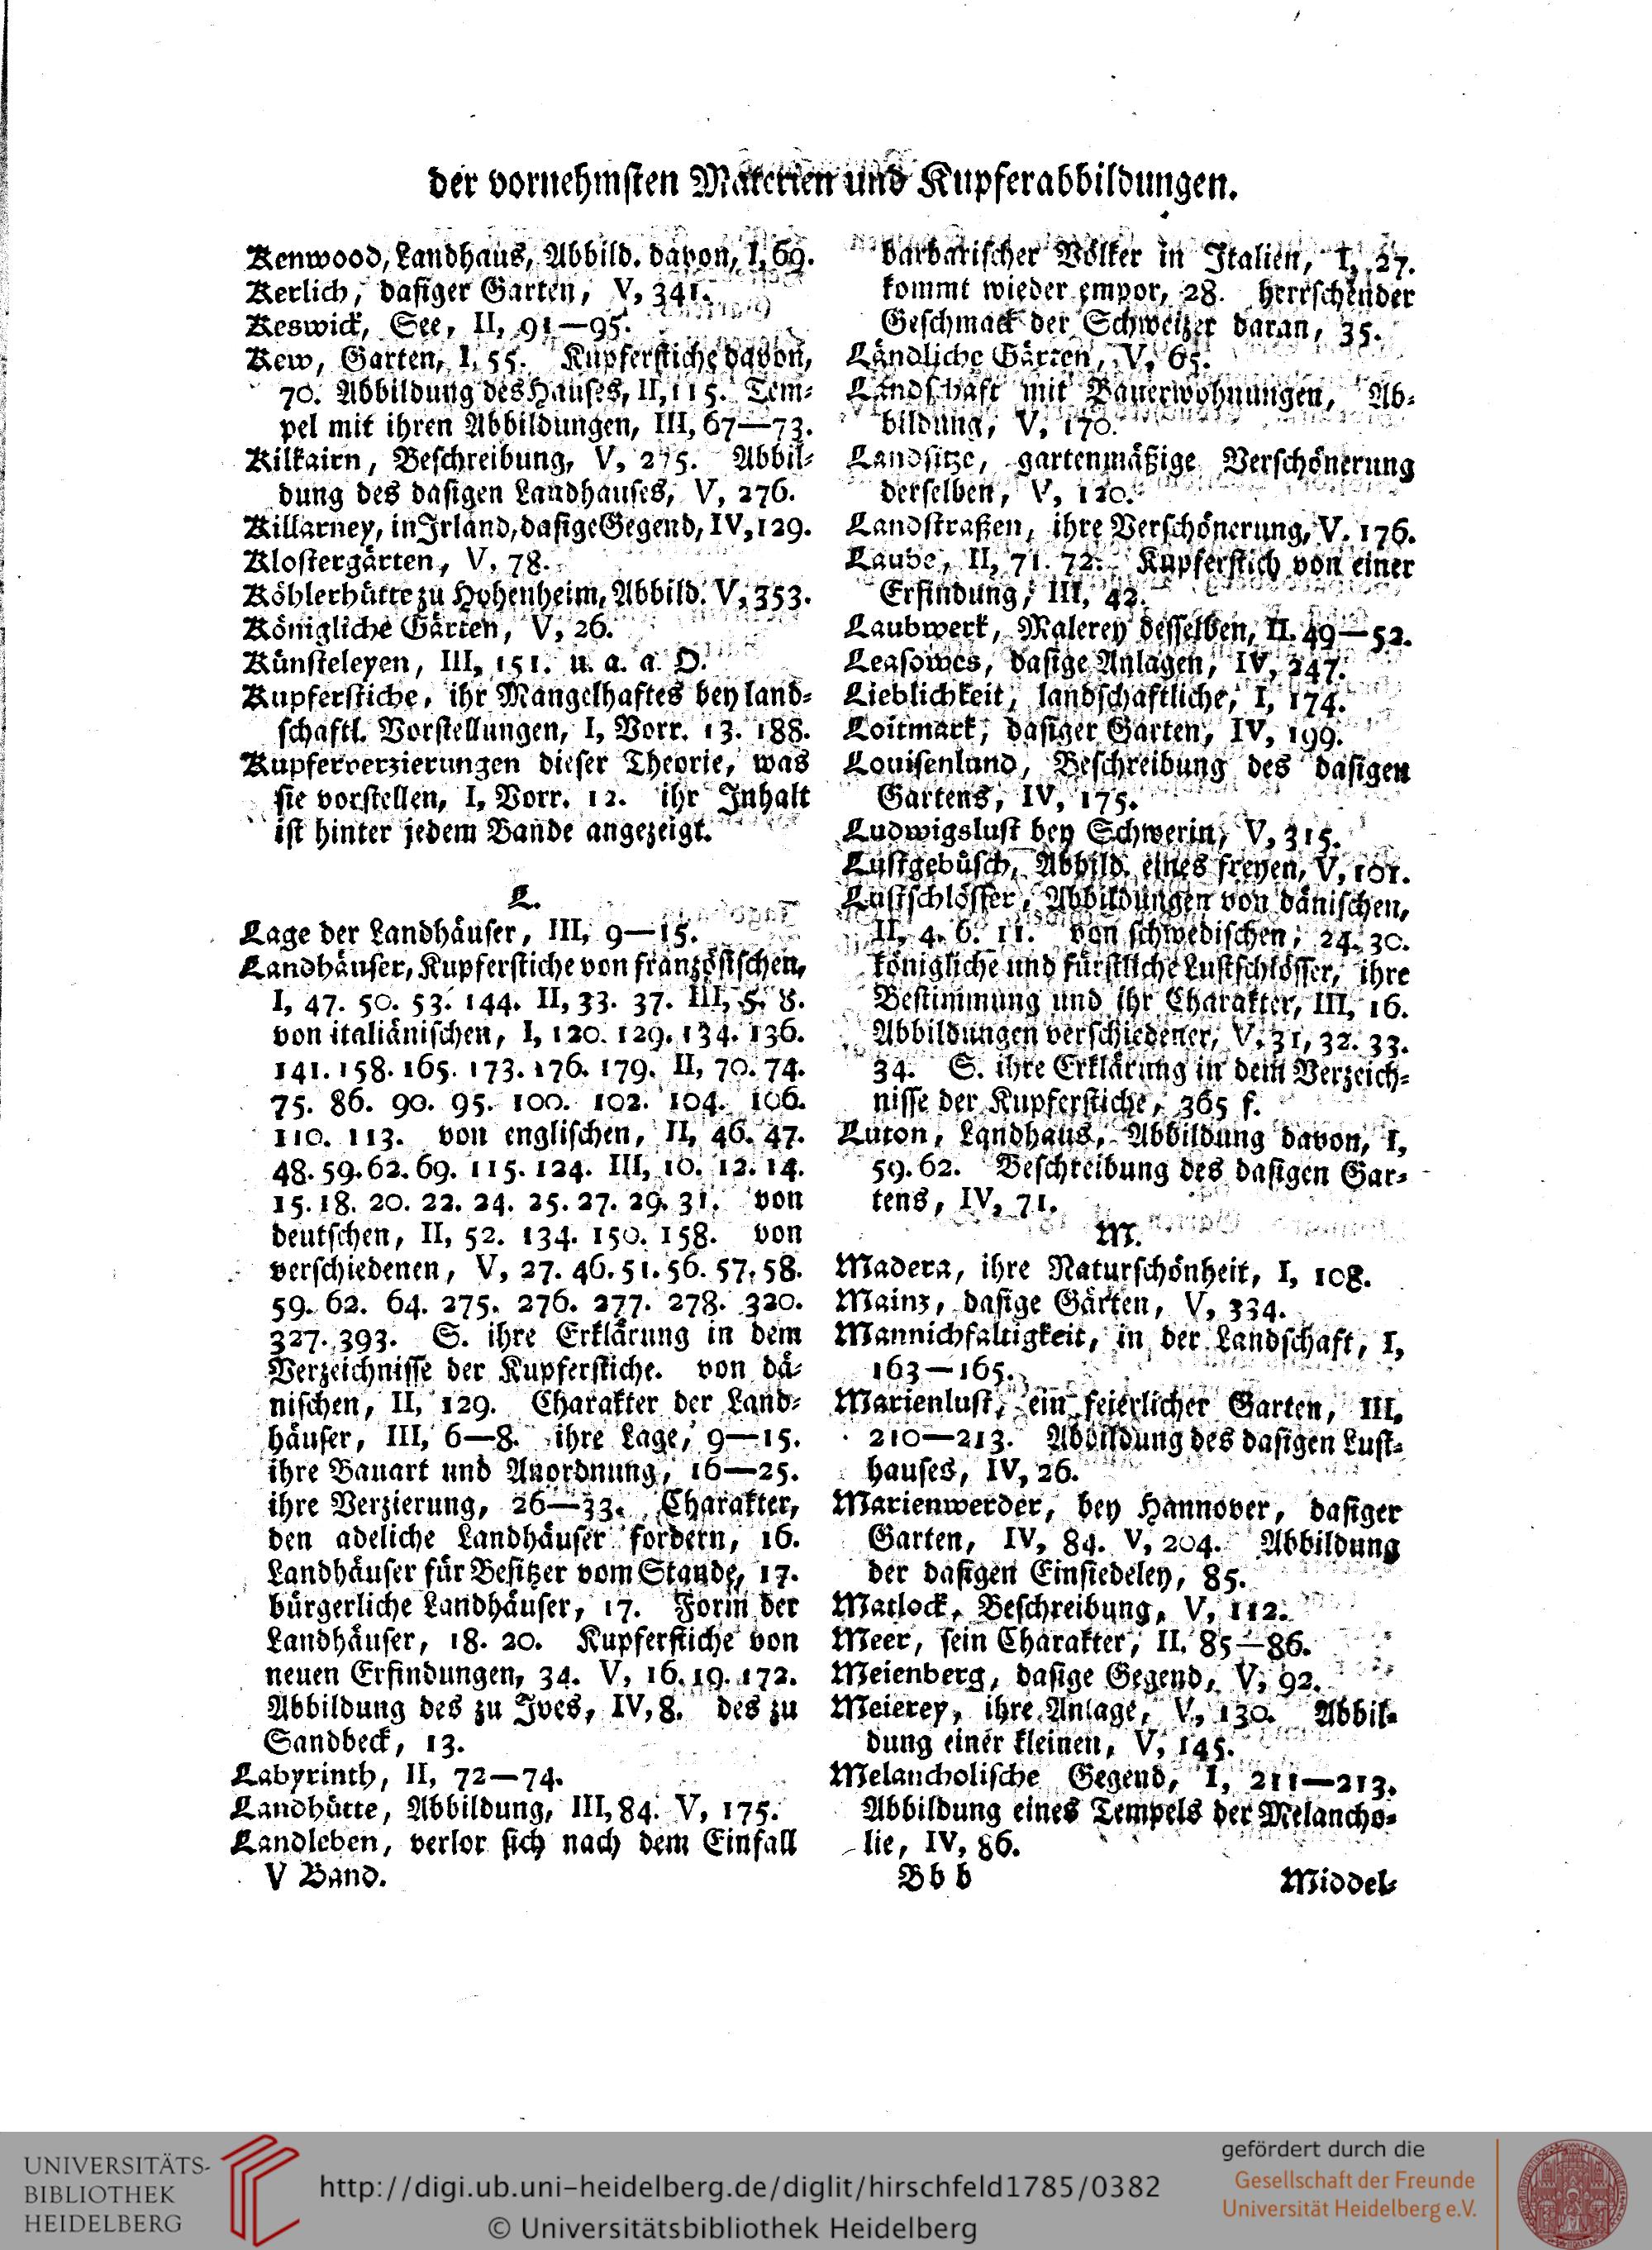 der vornehmsten Materien und Kupferabbildungen.
Kenwood, Landhaus, Abbild. davon, I, 69.
Kerlich, dasiger Garten, V, 341.
Keswick, See, II, 91—95.
Kew, Garten, I, 55. Kupferstiche davon,
70. Abbildung des Hauses, II, 115. Tem-
pel mit ihren Abbildungen, III, 67—73.
Kilkairn, Beschreibung, V, 275. Abbil-
dung des dasigen Landhauses, V, 276.
Killarney, in Irland, dasige Gegend, IV, 129.
Klostergärten, V, 78.
Köhlerhütte zu Hohenheim, Abbild. V, 353.
Königliche Gärten, V, 26.
Künsteleyen, III, 151. u. a. a. O.
Kupferstiche, ihr Mangelhaftes bey land-
schaftl. Vorstellungen, I, Vorr. 13. 188.
Kupferverzierungen dieser Theorie, was
sie vorstellen, I, Vorr. 12. ihr Inhalt
ist hinter jedem Bande angezeigt.
L.
Lage der Landhäuser, III, 9—15.
Landhäuser, Kupferstiche von französischen,
I, 47. 50. 53. 144. II, 33. 37. III, 5. 8.
von italiänischen, I, 120. 129. 134. 136.
141. 158. 165. 173. 176. 179. II, 70. 74.
75. 86. 90. 95. 100. 102. 104. 106.
110. 113. von englischen, II, 46. 47.
48. 59. 62. 69. 115. 124. III, 10. 12. 14.
15. 18. 20. 22. 24. 25. 27. 29. 31. von
deutschen, II, 52. 134. 150. 158. von
verschiedenen, V, 27. 46. 51. 56. 57. 58.
59. 62. 64. 275. 276. 277. 278. 320.
327. 393. S. ihre Erklärung in dem
Verzeichnisse der Kupferstiche. von dä-
nischen, II, 129. Charakter der Land-
häuser, III, 6—8. ihre Lage, 9—15.
ihre Bauart und Anordnung, 16—25.
ihre Verzierung, 26—33. Charakter,
den adeliche Landhäuser fordern, 16.
Landhäuser für Besitzer vom Stande, 17.
bürgerliche Landhäuser, 17. Form der
Landhäuser, 18. 20. Kupferstiche von
neuen Erfindungen, 34. V, 16. 19. 172.
Abbildung des zu Ives, IV, 8. des zu
Sandbeck, 13.
Labyrinth, II, 72—74.
Landhütte, Abbildung, III, 84. V, 175.
Landleben, verlor sich nach dem Einfall
V Band.
barbarischer Völker in Italien, I, 27.
kommt wieder empor, 28. herrschender
Geschmack der Schweizer daran, 35.
Ländliche Gärten, V, 65.
Landschaft mit Bauerwohnungen, Ab-
bildung, V, 170.
Landsitze, gartenmäßige Verschönerung
derselben, V, 120.
Landstraßen, ihre Verschönerung, V. 176.
Laube, II, 71. 72. Kupferstich von einer
Erfindung, III, 42.
Laubwerk, Malerey desselben, II. 49—52.
Leasowes, dasige Anlagen, IV, 247.
Lieblichkeit, landschaftliche, I, 174.
Loitmark, dasiger Garten, IV, 199.
Louisenlund, Beschreibung des dasigen
Gartens, IV, 175.
Ludwigslust bey Schwerin, V, 315.
Lustgebüsch, Abbild. eines freyen, V, 101.
Lustschlösser, Abbildungen von dänischen,
II, 4. 6. 11. von schwedischen, 24. 30.
königliche und fürstliche Lustschlösser, ihre
Bestimmung und ihr Charakter, III, 16.
Abbildungen verschiedener, V. 31, 32. 33.
34. S. ihre Erklärung in dem Verzeich-
nisse der Kupferstiche, 365 f.
Luton, Landhaus, Abbildung davon, I,
59. 62. Beschreibung des dasigen Gar-
tens, IV, 71.
M.
Madera, ihre Naturschönheit, I, 108.
Mainz, dasige Gärten, V, 334.
Mannichfaltigkeit, in der Landschaft, I,
163—165.
Marienlust, ein feierlicher Garten, III,
210—213. Abbildung des dasigen Lust-
hauses, IV, 26.
Marienwerder, bey Hannover, dasiger
Garten, IV, 84. V, 204. Abbildung
der dasigen Einsiedeley, 85.
Matlock, Beschreibung, V, 112.
Meer, sein Charakter, II, 85—86.
Meienberg, dasige Gegend, V, 92.
Meierey, ihre Anlage, V, 130. Abbil-
dung einer kleinen, V, 145.
Melancholische Gegend, I, 211—213.
Abbildung eines Tempels der Melancho-
lie, IV, 86.
B b b
Middel-
UNIVERSITÄTS-
BIBLIOTHEK
HEIDELBERG
http://digi.ub.uni-heidelberg.de/diglit/hirschfeld1785/0382
© Universitätsbibliothek Heidelberg
gefördert durch die
Gesellschaft der Freunde
Universität Heidelberg e.V.